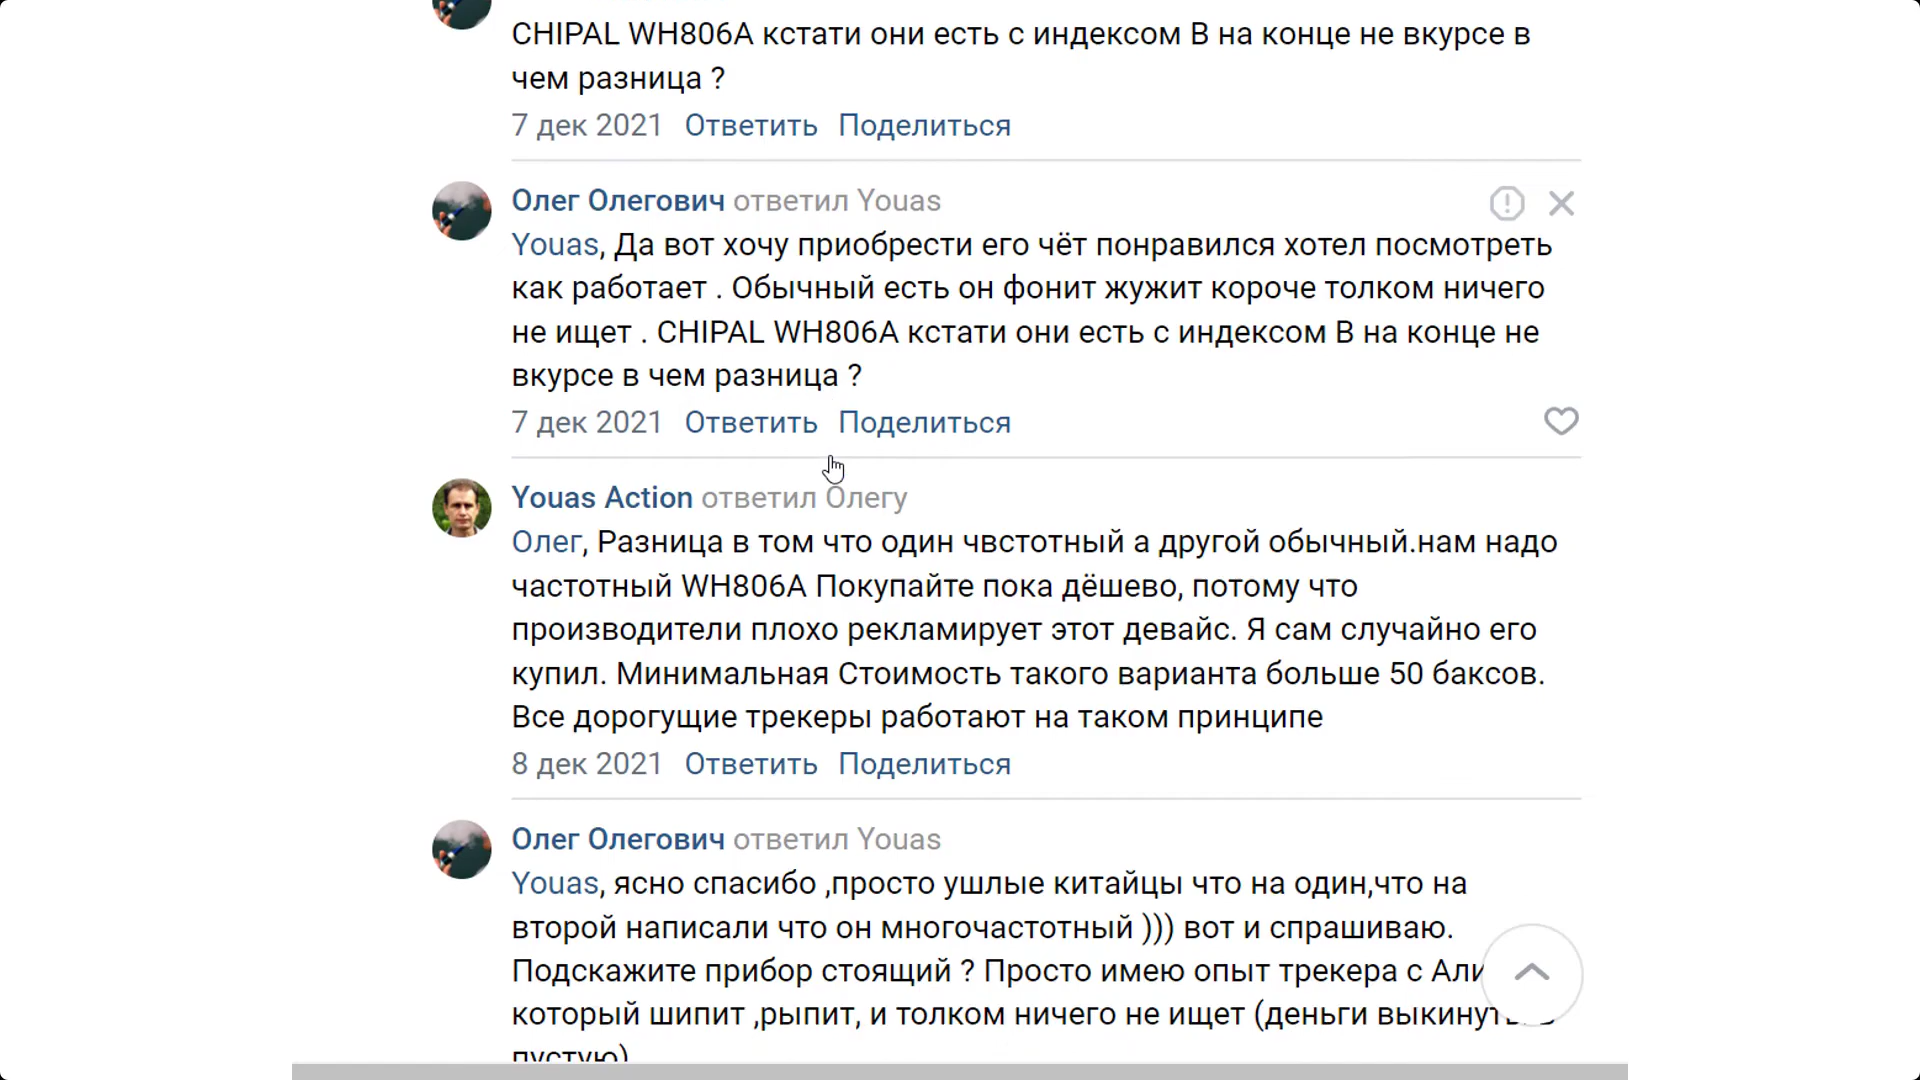 CHIPAL WH806A кстати они есть с индексом В на конце не вкурсе в
чем разница ?
7 дек 2021 Ответить Поделиться
Олег Олегович ответил Youas
Youas, Да вот хочу приобрести его чёт понравился хотел посмотреть
как работает . Обычный есть он фонит жужит короче толком ничего
не ищет . CHIPAL WH806A кстати они есть с индексом В на конце не
вкурсе в чем разница ?
7 дек 2021 Ответить Поделиться
Youas Action ответил Олегу
Олег, Разница в том что один чвстотный а другой обычный.нам надо
частотный WH806A Покупайте пока дёшево, потому что
производители плохо рекламирует этот девайс. Я сам случайно его
купил. Минимальная Стоимость такого варианта больше 50 баксов.
Все дорогущие трекеры работают на таком принципе
8 дек 2021 Ответить Поделиться
Олег Олегович ответил Youas
Youas, ясно спасибо ,просто ушлые китайцы что на один,что на
второй написали что он многочастотный ))) вот и спрашиваю.
Подскажите прибор стоящий ? Просто имею опыт трекера с Али
который шипит ,рыпит, и толком ничего не ищет (деньги
пустую)